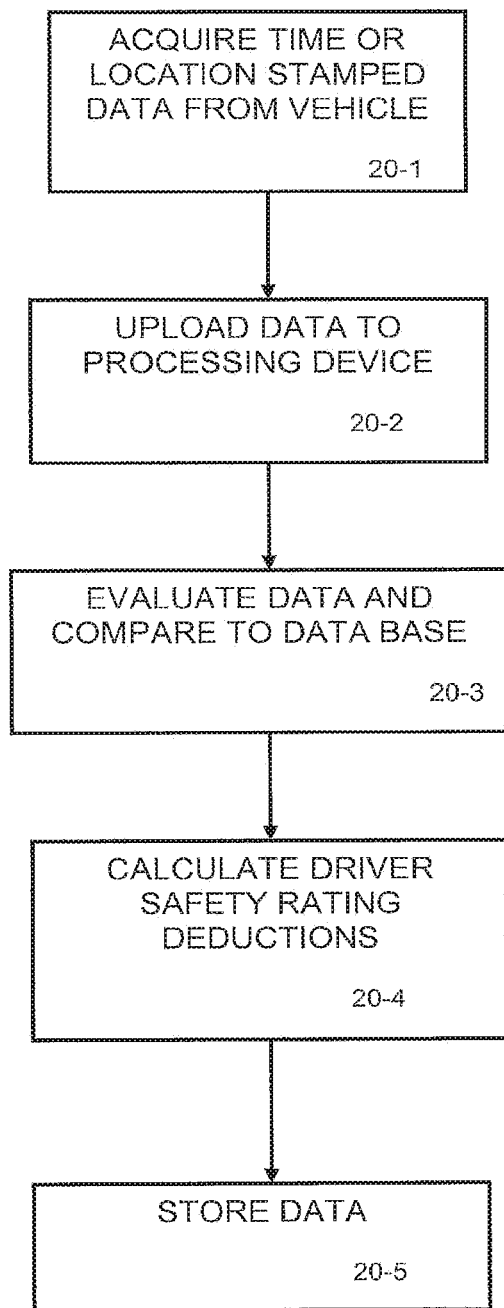 ACQUIRE TIME OR
LOCATION STAMPED
DATA FROM VEHICLE
20-1
UPLOAD DATA TO
PROCESSING DEVICE
20-2
EVALUATE DATA AND
COMPARE TO DATA BASE
20-3
CALCULATE DRIVER
SAFETY RATING
DEDUCTIONS
20-4
STORE DATA
20-5